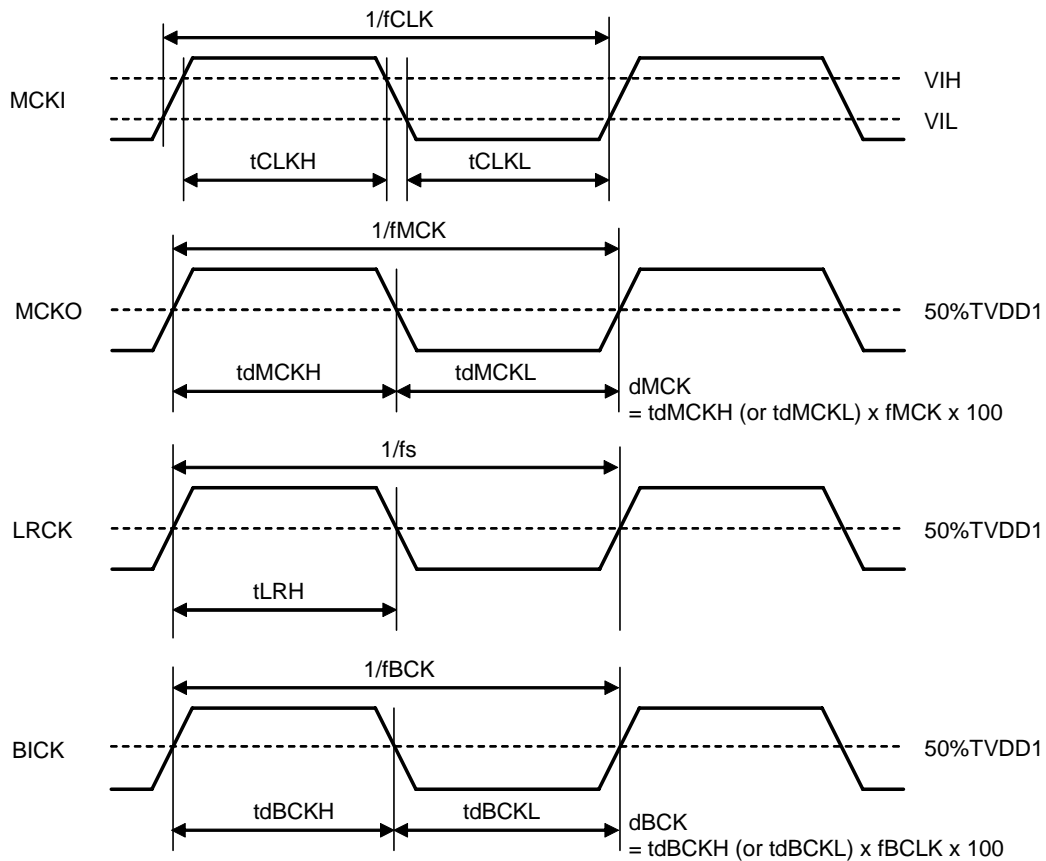 1/fCLK
MCKI
VIH
VIL
tCLKH
tCLKL
1/fMCK
MCKO
50%TVDD1
tdMCKH
tdMCKL
dMCK
= tdMCKH (or tdMCKL) x fMCK x 100
1/fs
LRCK
50%TVDD1
tLRH
1/fBCK
BICK
50%TVDD1
tdBCKH
tdBCKL
dBCK
= tdBCKH (or tdBCKL) x fBCLK x 100